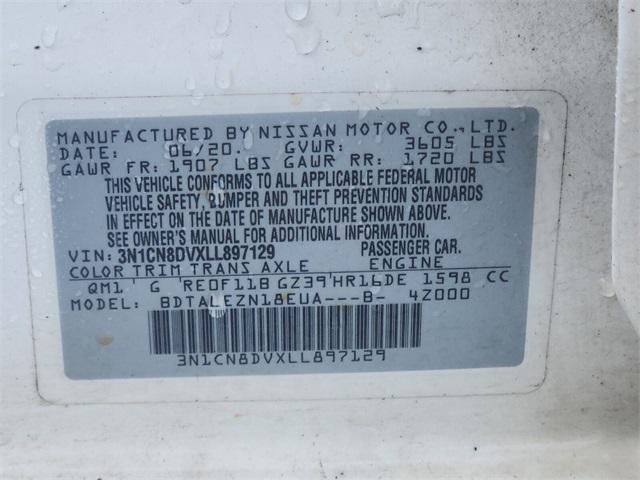 MANUFACTURED BY NISSAN MOTOR CO.,LTD.
DATE: 06/20. GVWR: 3605 LBS
GAWR FR: 1907 LBS GAWR RR: 1720 LBS
THIS VEHICLE CONFORMS TO ALL APPLICABLE FEDERAL MOTOR
VEHICLE SAFETY, BUMPER AND THEFT PREVENTION STANDARDS
IN EFFECT ON THE DATE OF MANUFACTURE SHOWN ABOVE.
SEE OWNER'S MANUAL FOR ADDITIONAL INFORMATION.
VIN: 3N1CN8DVXLL897129 PASSENGER CAR.
COLOR TRIM TRANS AXLE ENGINE
QM1' G 'RE0F11B GZ39'HR16DE 1598 CC
MODEL: BDTALEZN18EUA---B- 4Z000
3N1CN8DVXLL897129